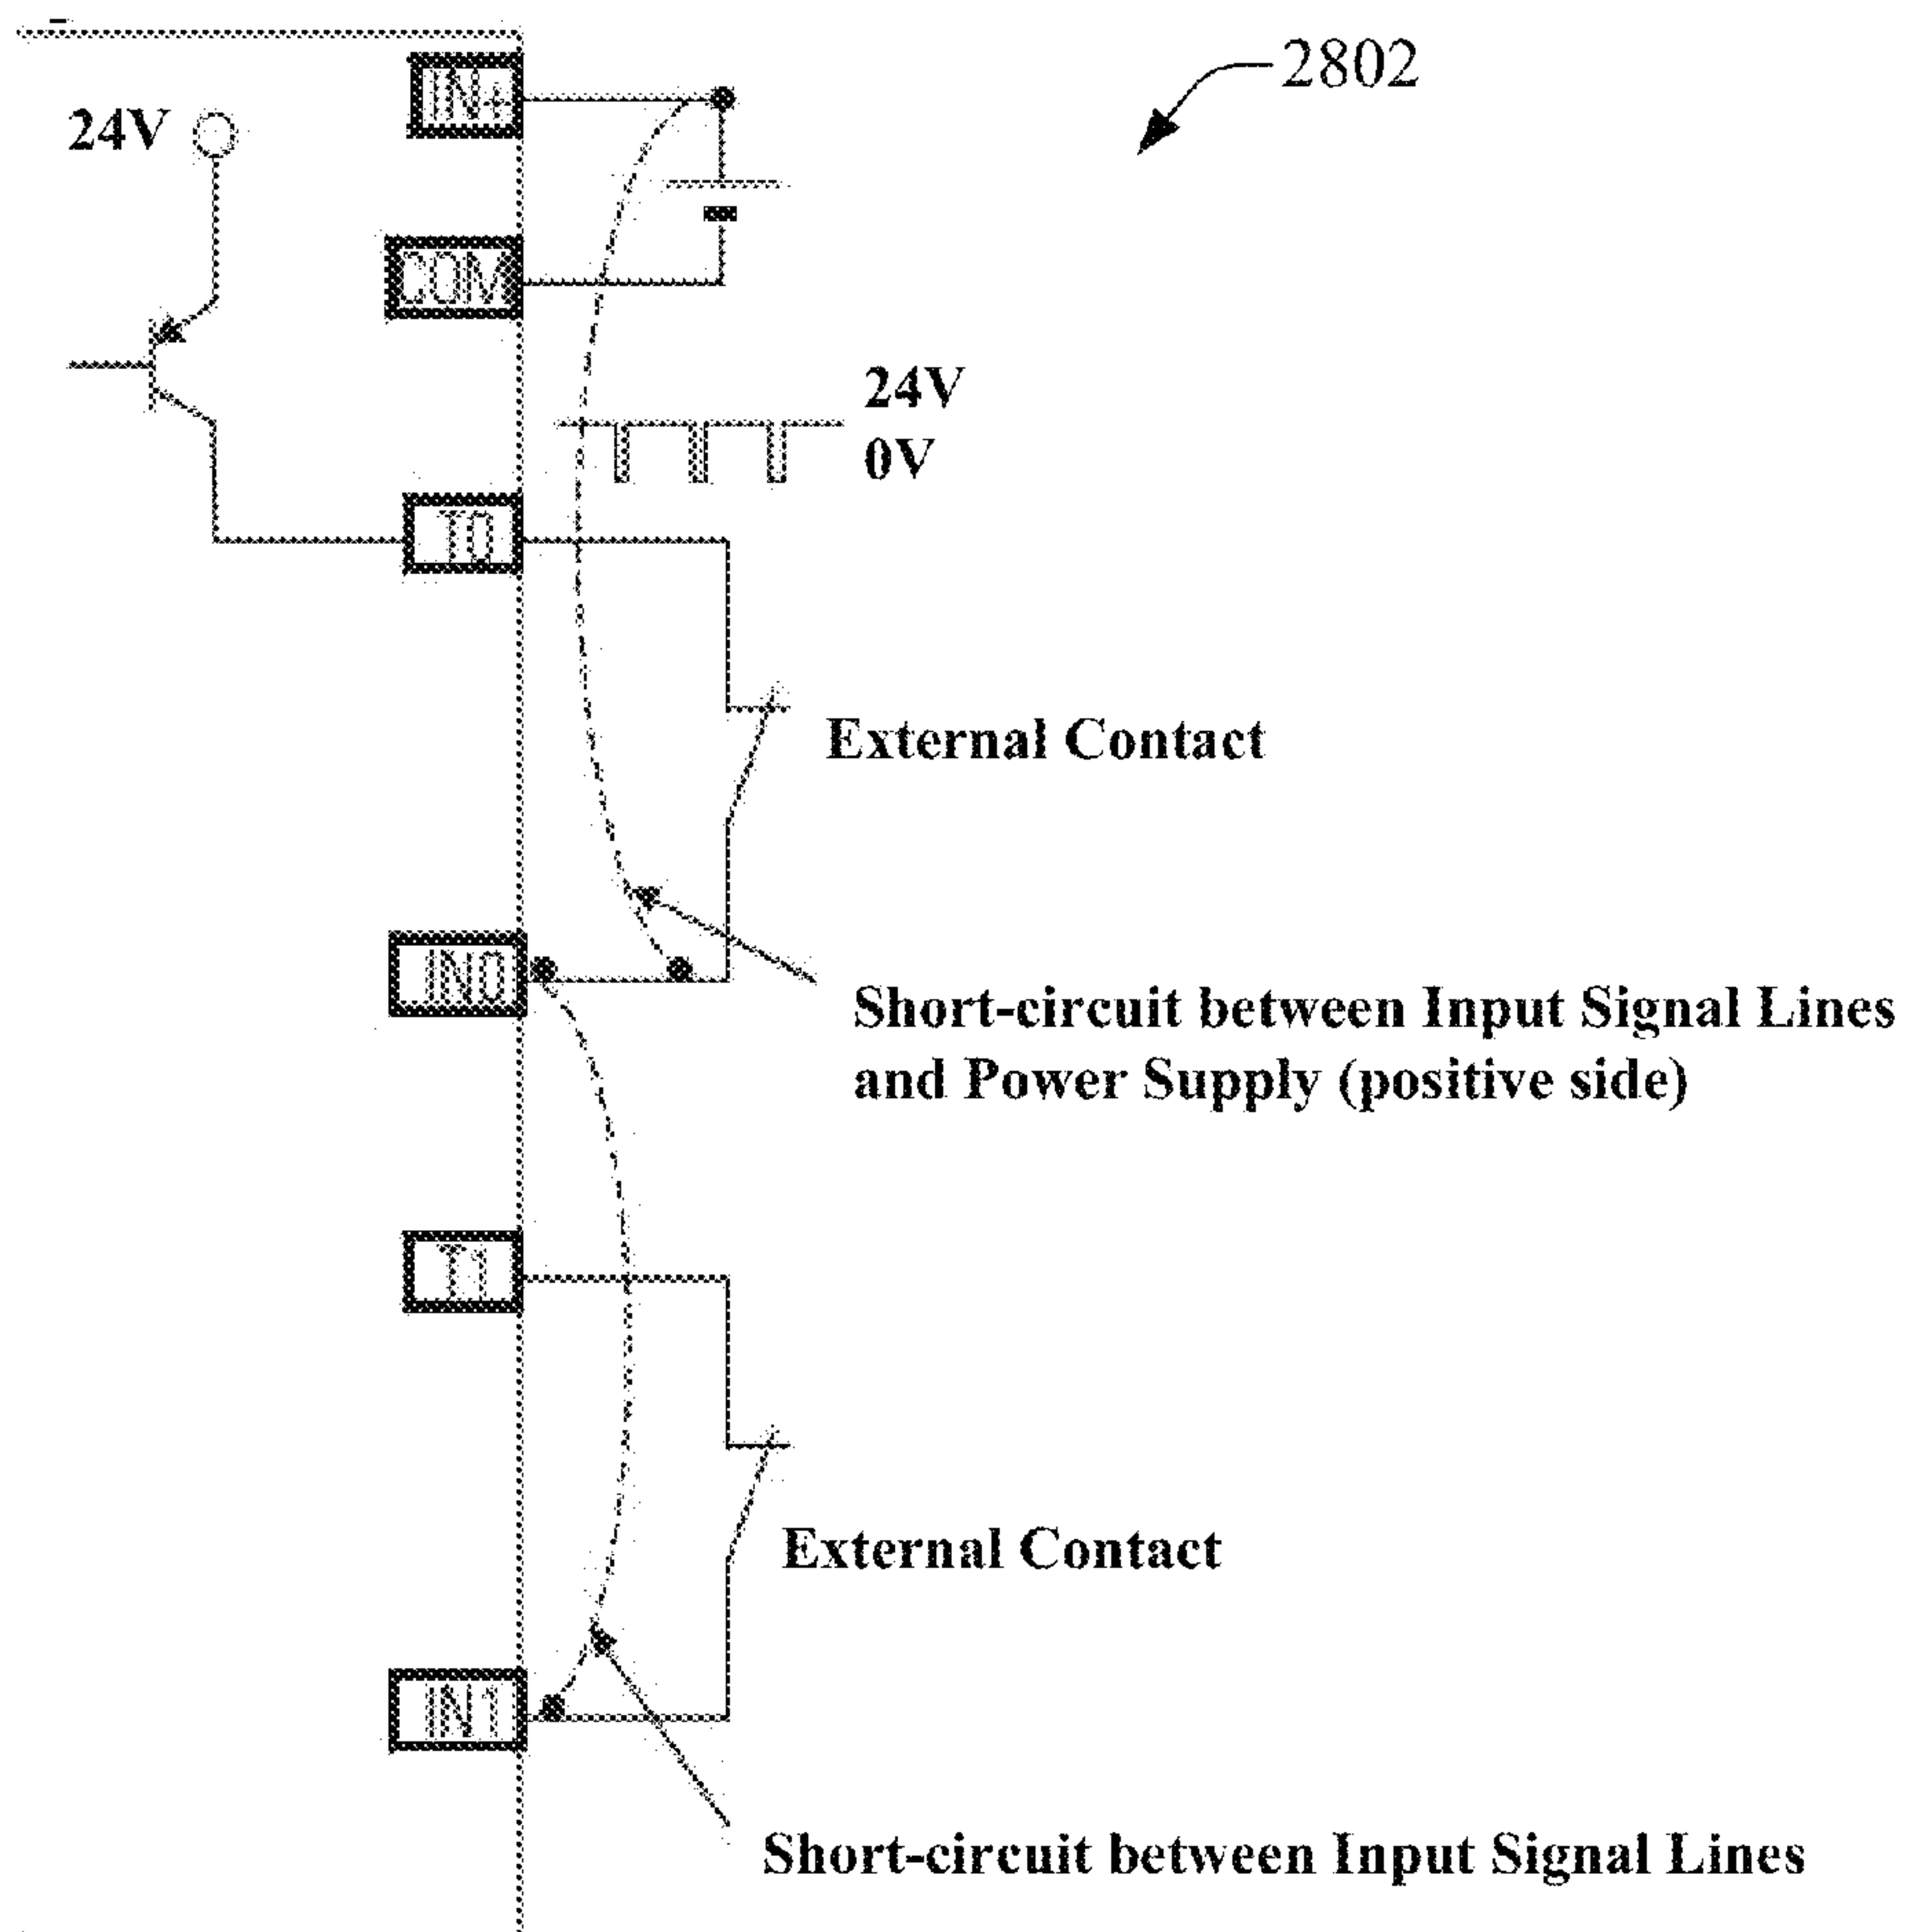 2802
IN+
24V
COM
24V
0V
T0
External Contact
IN0
Short-circuit between Input Signal Lines
and Power Supply (positive side)
T1
External Contact
IN1
Short-circuit between Input Signal Lines